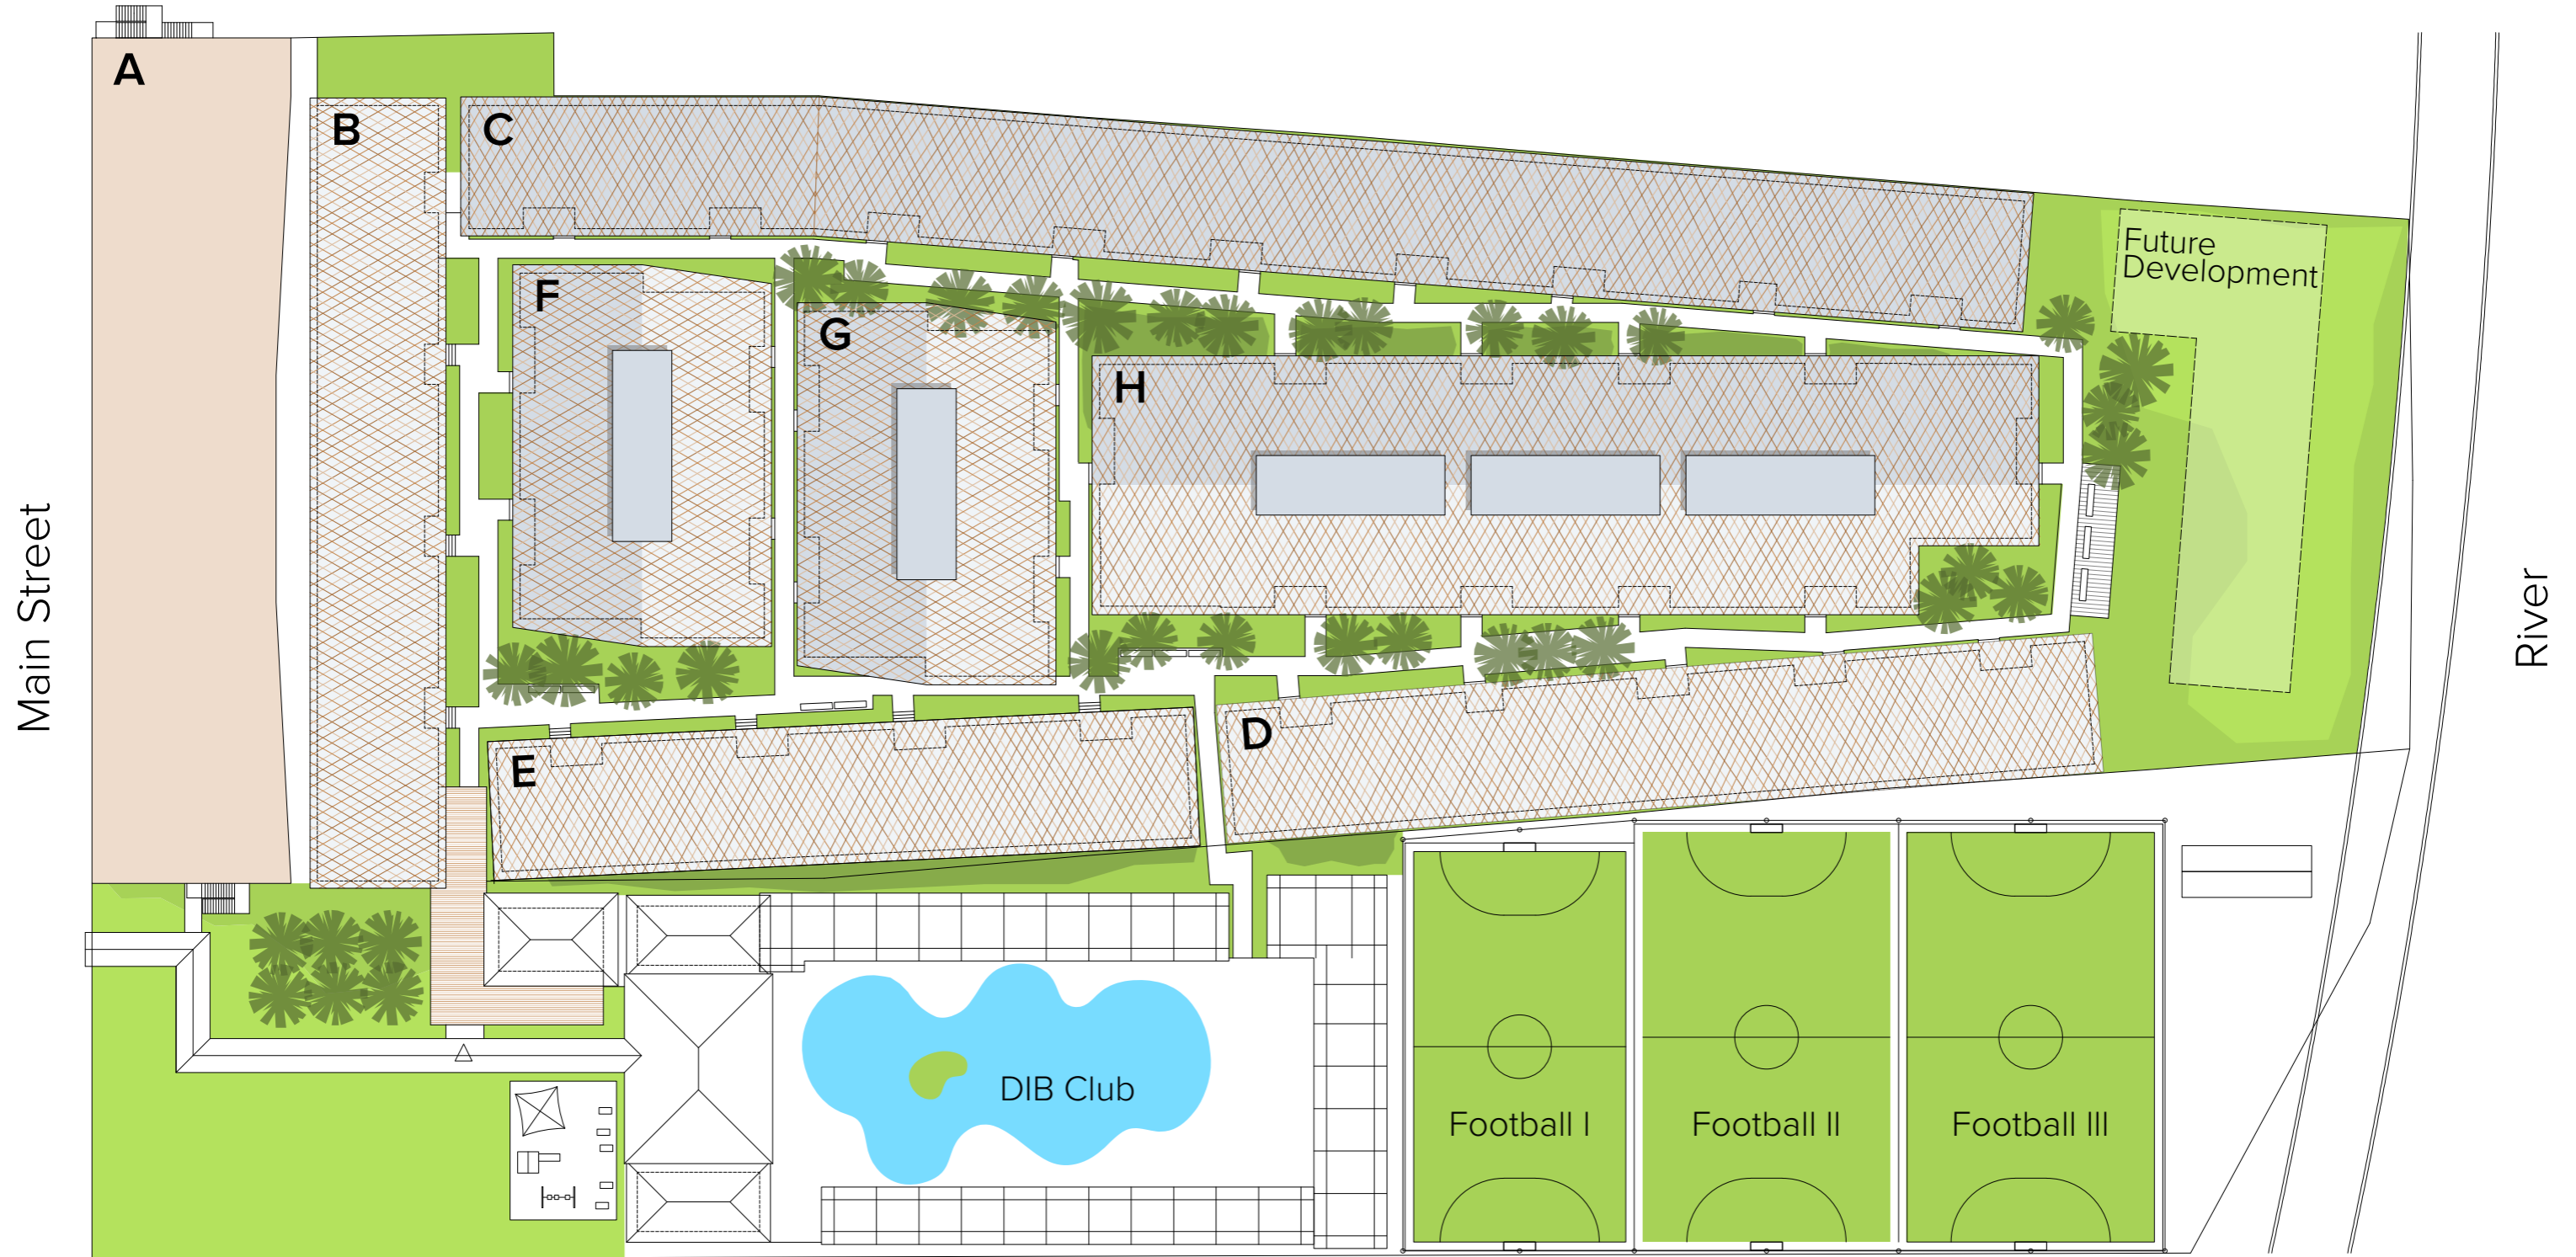 A
B
C
F
G
H
Future
Development
Main Street
River
D
E
DIB Club
Football I
Football II
Football III